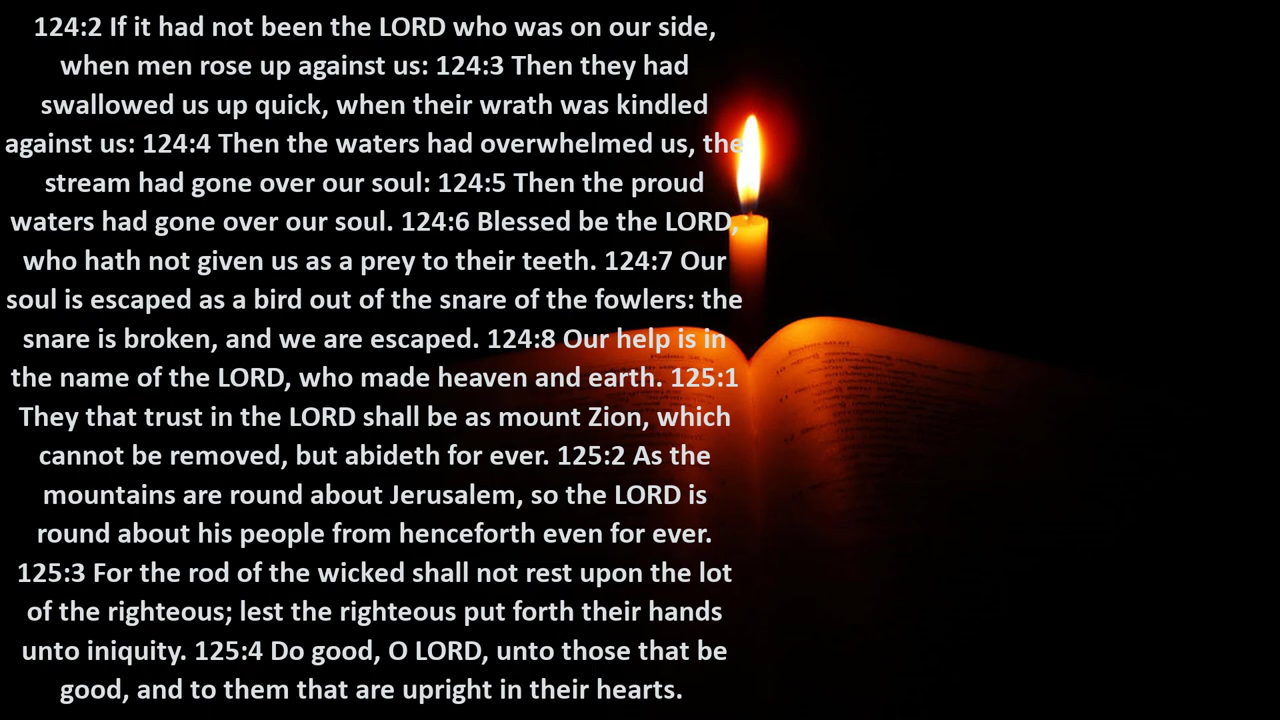 124:2 If it had not been the LORD who was on our side,
when men rose up against us: 124:3 Then they had
swallowed us up quick, when their wrath was kindled
against us: 124:4 Then the waters had overwhelmed us, the
stream had gone over our soul: 124:5 Then the proud
waters had gone over our soul. 124:6 Blessed be the LORD,
who hath not given us as a prey to their teeth. 124:7 Our
soul is escaped as a bird out of the snare of the fowlers: the
snare is broken, and we are escaped. 124:8 Our help is in
the name of the LORD, who made heaven and earth. 125:1
They that trust in the LORD shall be as mount Zion, which
cannot be removed, but abideth for ever. 125:2 As the
mountains are round about Jerusalem, so the LORD is
round about his people from henceforth even for ever.
125:3 For the rod of the wicked shall not rest upon the lot
of the righteous; lest the righteous put forth their hands
unto iniquity. 125:4 Do good, O LORD, unto those that be
good, and to them that are upright in their hearts.